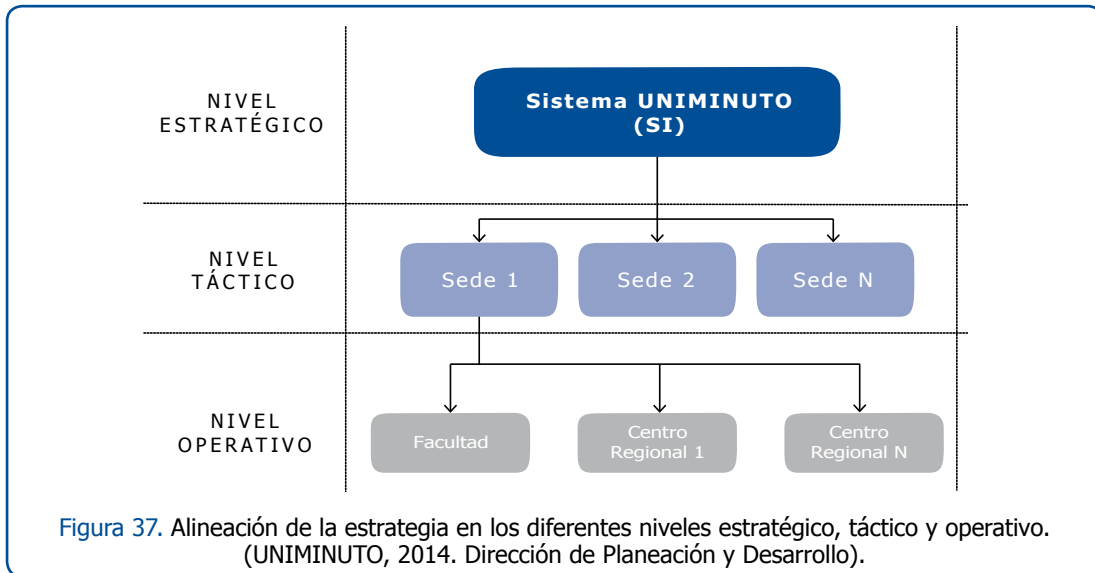 NIVEL
ESTRATÉGICO
Sistema UNIMINUTO
(SI)
NIVEL
TÁCTICO
Sede 1
Sede 2
Sede N
NIVEL
OPERATIVO
Facultad
Centro
Regional 1
Centro
Regional N
Figura 37. Alineación de la estrategia en los diferentes niveles estratégico, táctico y operativo.
(UNIMINUTO, 2014. Dirección de Planeación y Desarrollo).